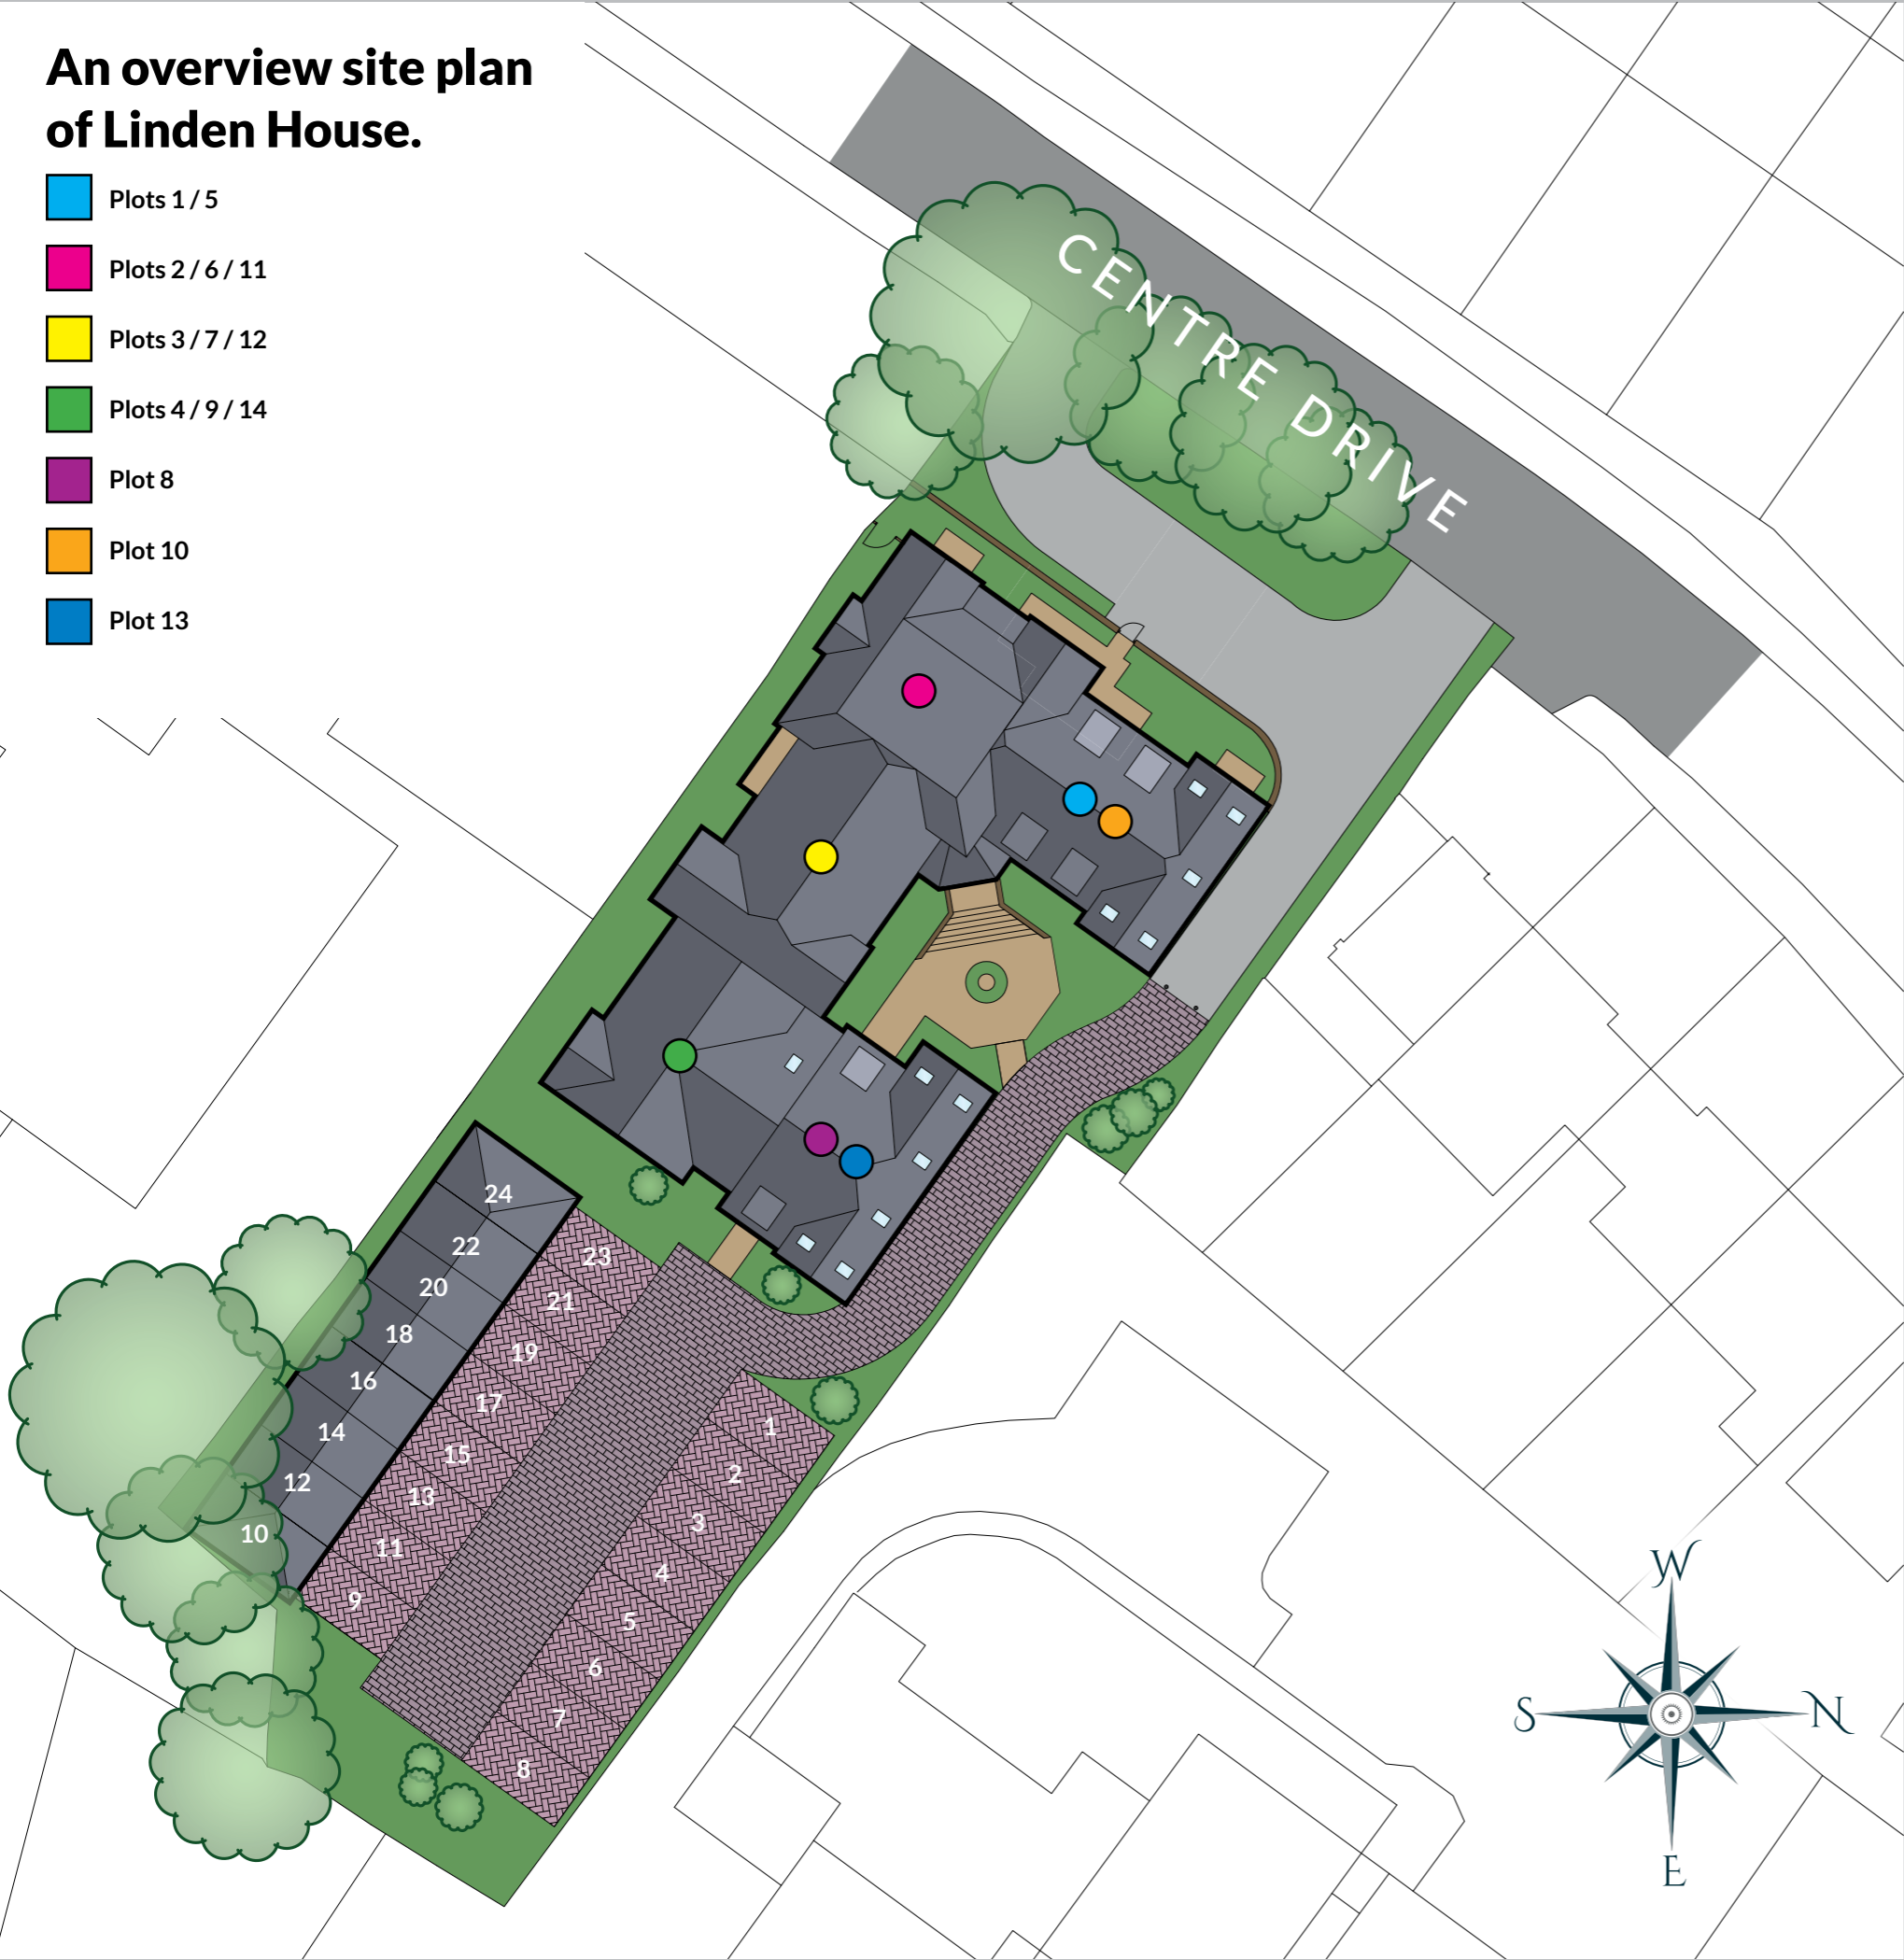 An overview site plan
of Linden House.
Plots 1 / 5
Plots 2 / 6 / 11
Plots 3 / 7 / 12
Plots 4 / 9 / 14
Plot 8
Plot 10
Plot 13
CENTRE DRIVE
24
22
23
20
21
18
19
16
17
14
15
12
13
10
11
9
1
2
3
4
5
6
7
8
W
S
N
E